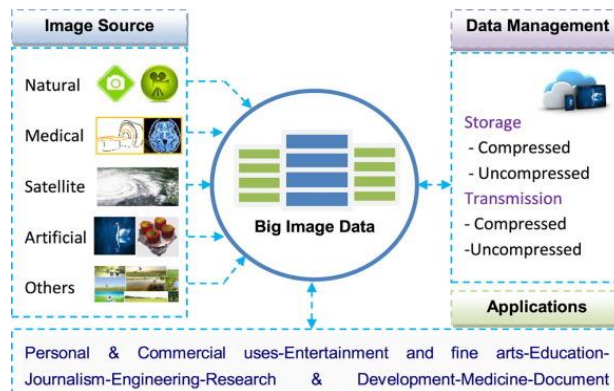 Image Source
Natural
Medical
Satellite
Artificial
Others
Big Image Data
Data Management
Storage
- Compressed
- Uncompressed
Transmission
- Compressed
-Uncompressed
Applications
Personal & Commercial uses-Entertainment and fine arts-Education-
Journalism-Engineering-Research & Development-Medicine-Document